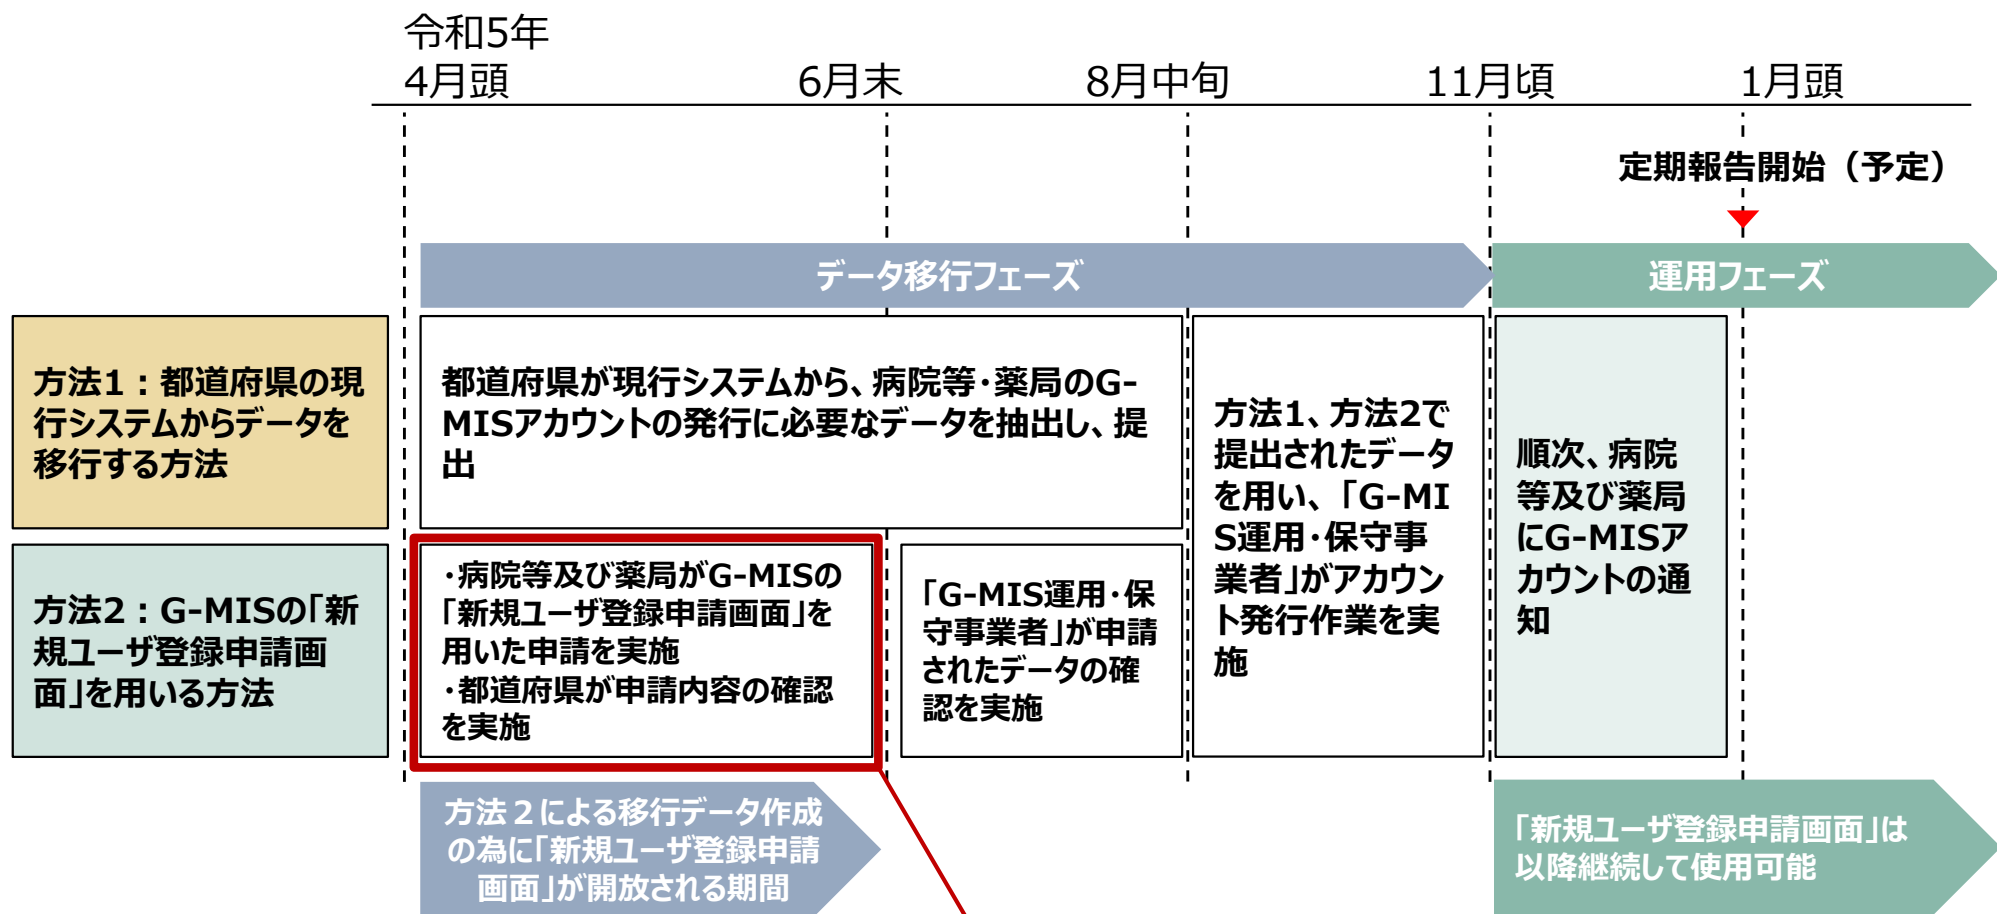 令和5年
4月頭
6月末
8月中旬
11月頃
1月頭
定期報告開始（予定）
データ移行フェーズ
運用フェーズ
方法1：都道府県の現
行システムからデータを
移行する方法
都道府県が現行システムから、病院等・薬局のG-
MISアカウントの発行に必要なデータを抽出し、提
出
方法1、方法2で
提出されたデータ
を用い、「G-MI
S運用・保守事
業者」がアカウン
ト発行作業を実
施
順次、病院
等及び薬局
にG-MISア
カウントの通
知
方法2：G-MISの「新
規ユーザ登録申請画
面」を用いる方法
・病院等及び薬局がG-MISの
「新規ユーザ登録申請画面」を
用いた申請を実施
・都道府県が申請内容の確認
を実施
「G-MIS運用・保
守事業者」が申請
されたデータの確
認を実施
方法２による移行データ作成
の為に「新規ユーザ登録申請
画面」が開放される期間
「新規ユーザ登録申請画面」は
以降継続して使用可能